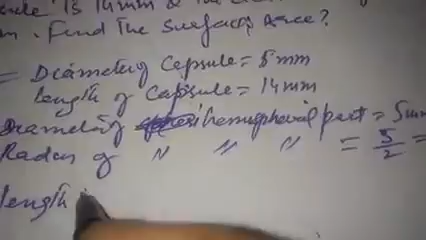 is 14mm & the
. Find the Surface Area?
= Diameter of Capsule = 5mm
length of Capsule = 14mm
Diameter of hemispherical part = 5mm
Radius of " " " = 5/2 =
length